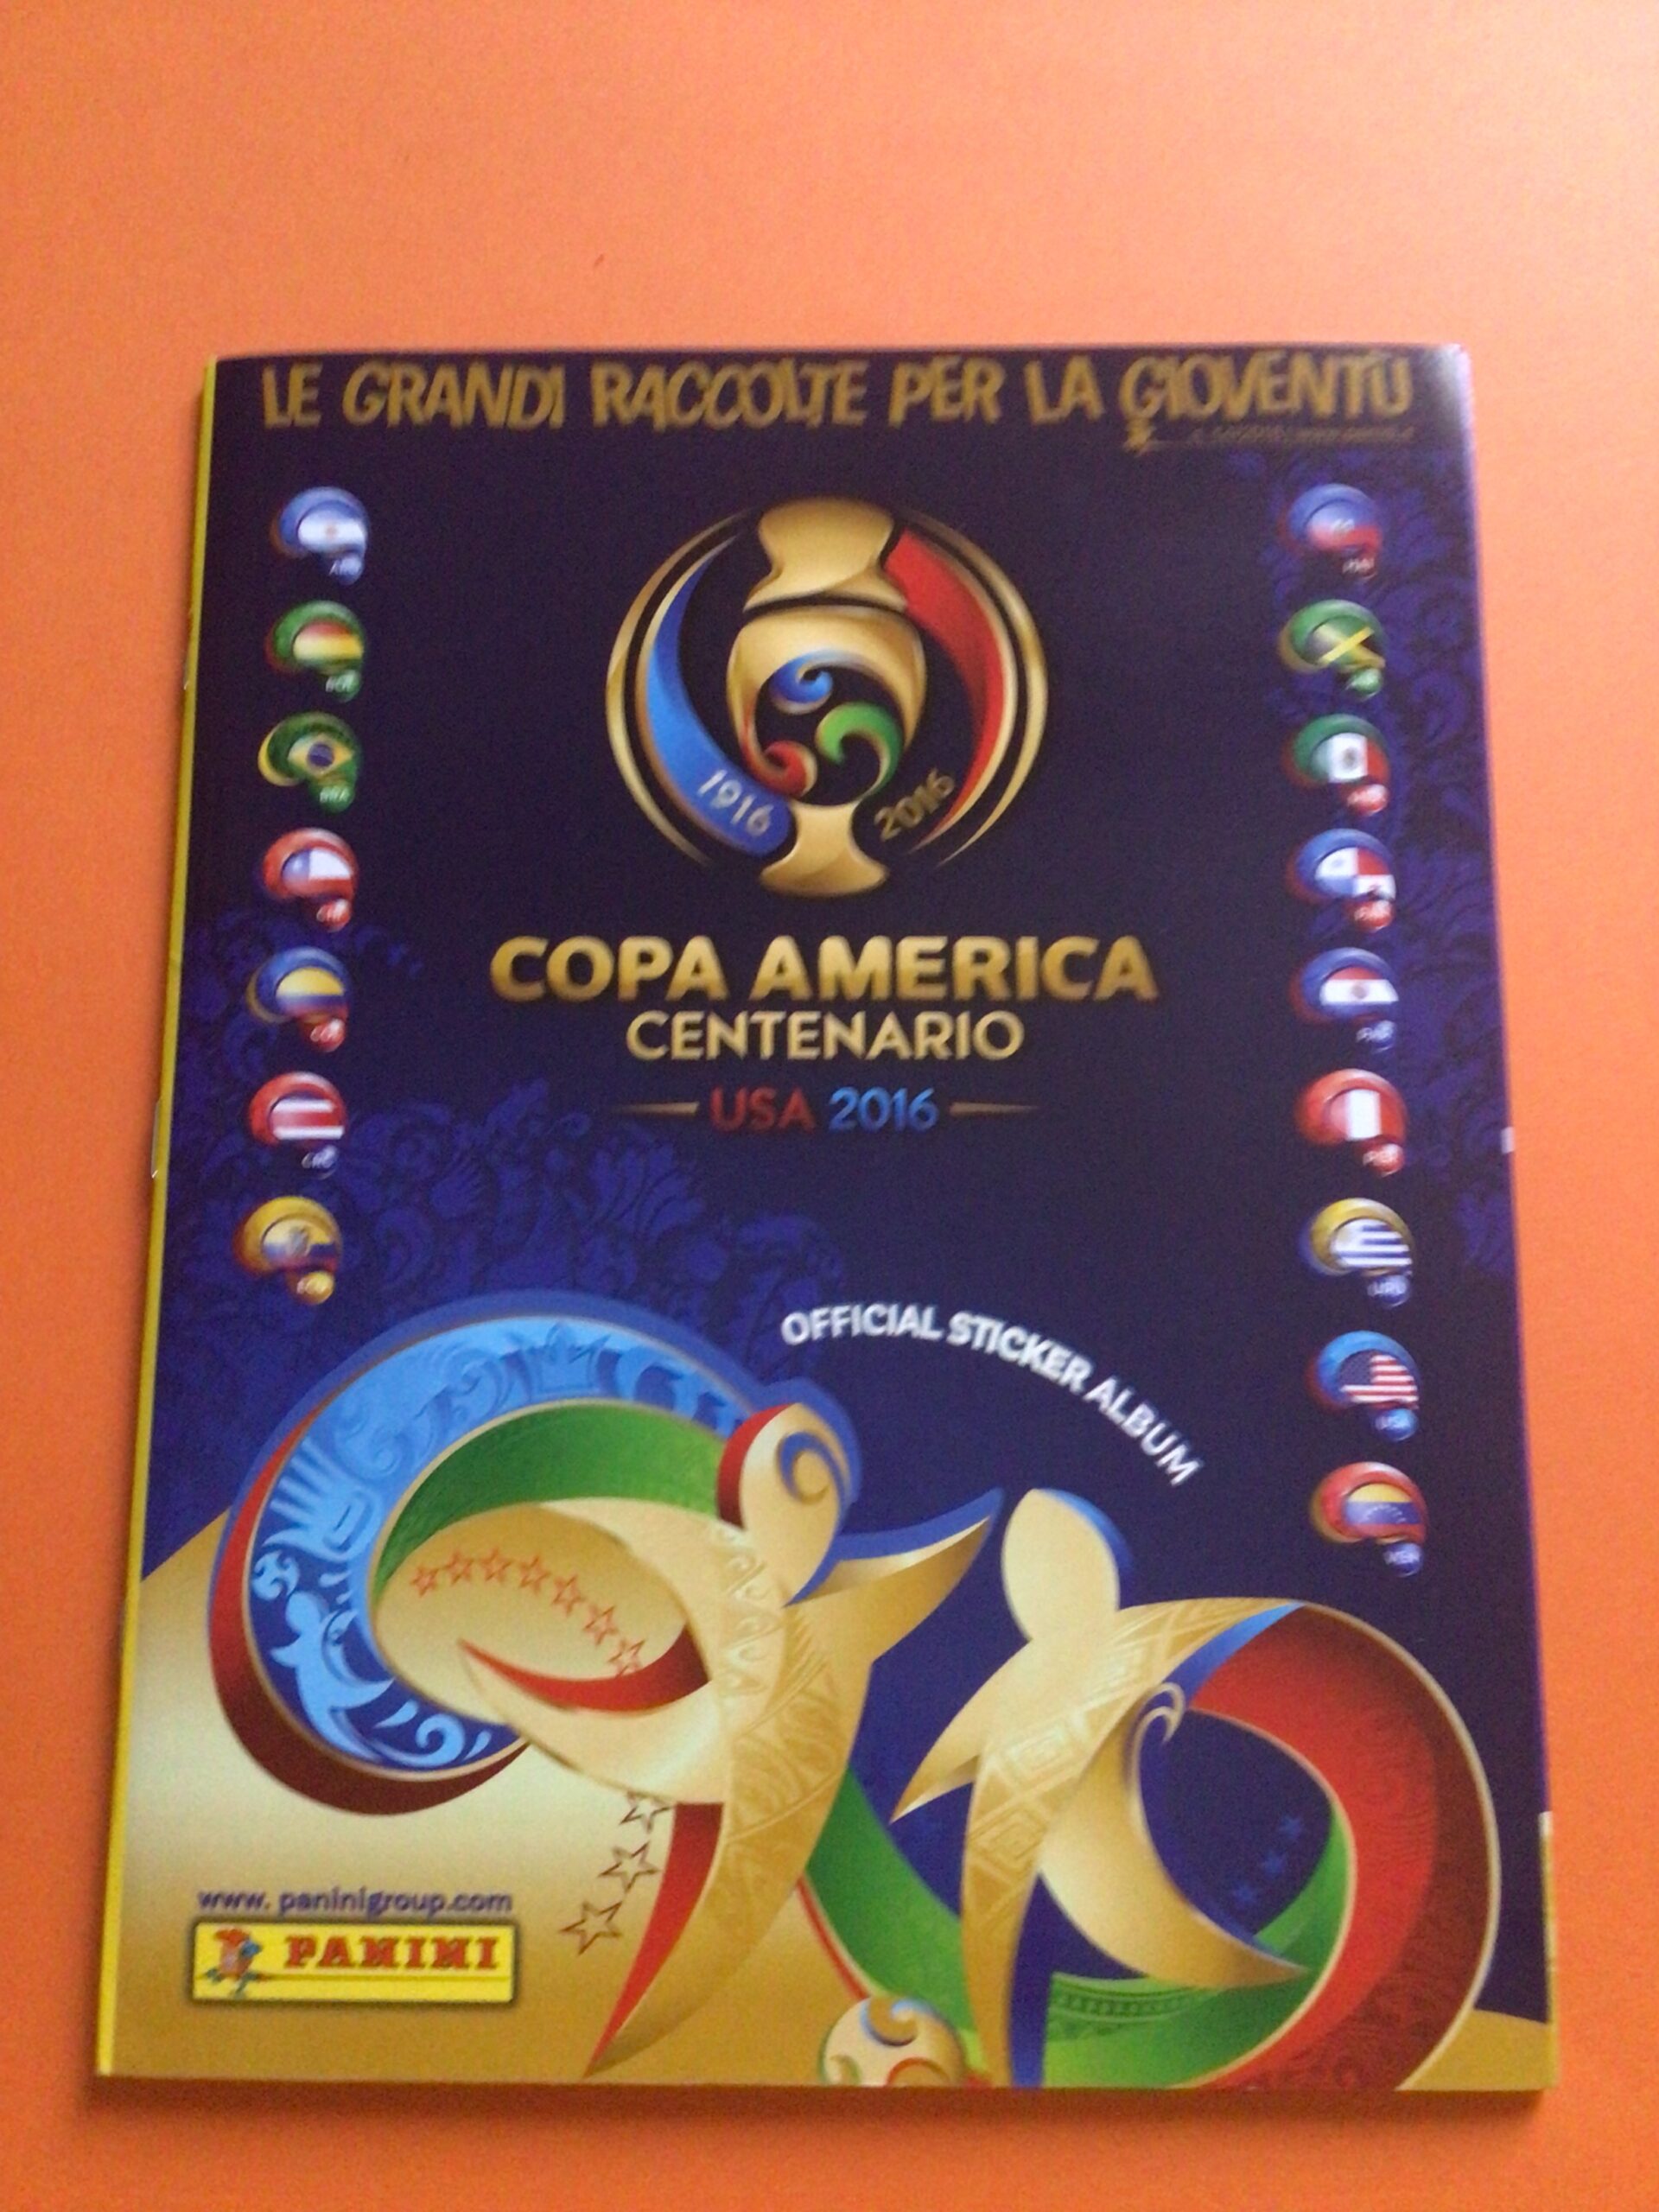 LE GRANDI RACCOLTE PER LA GIOVENTÙ
1916 2016
COPA AMERICA
CENTENARIO
USA 2016
OFFICIAL STICKER ALBUM
www.paninigroup.com
PANINI